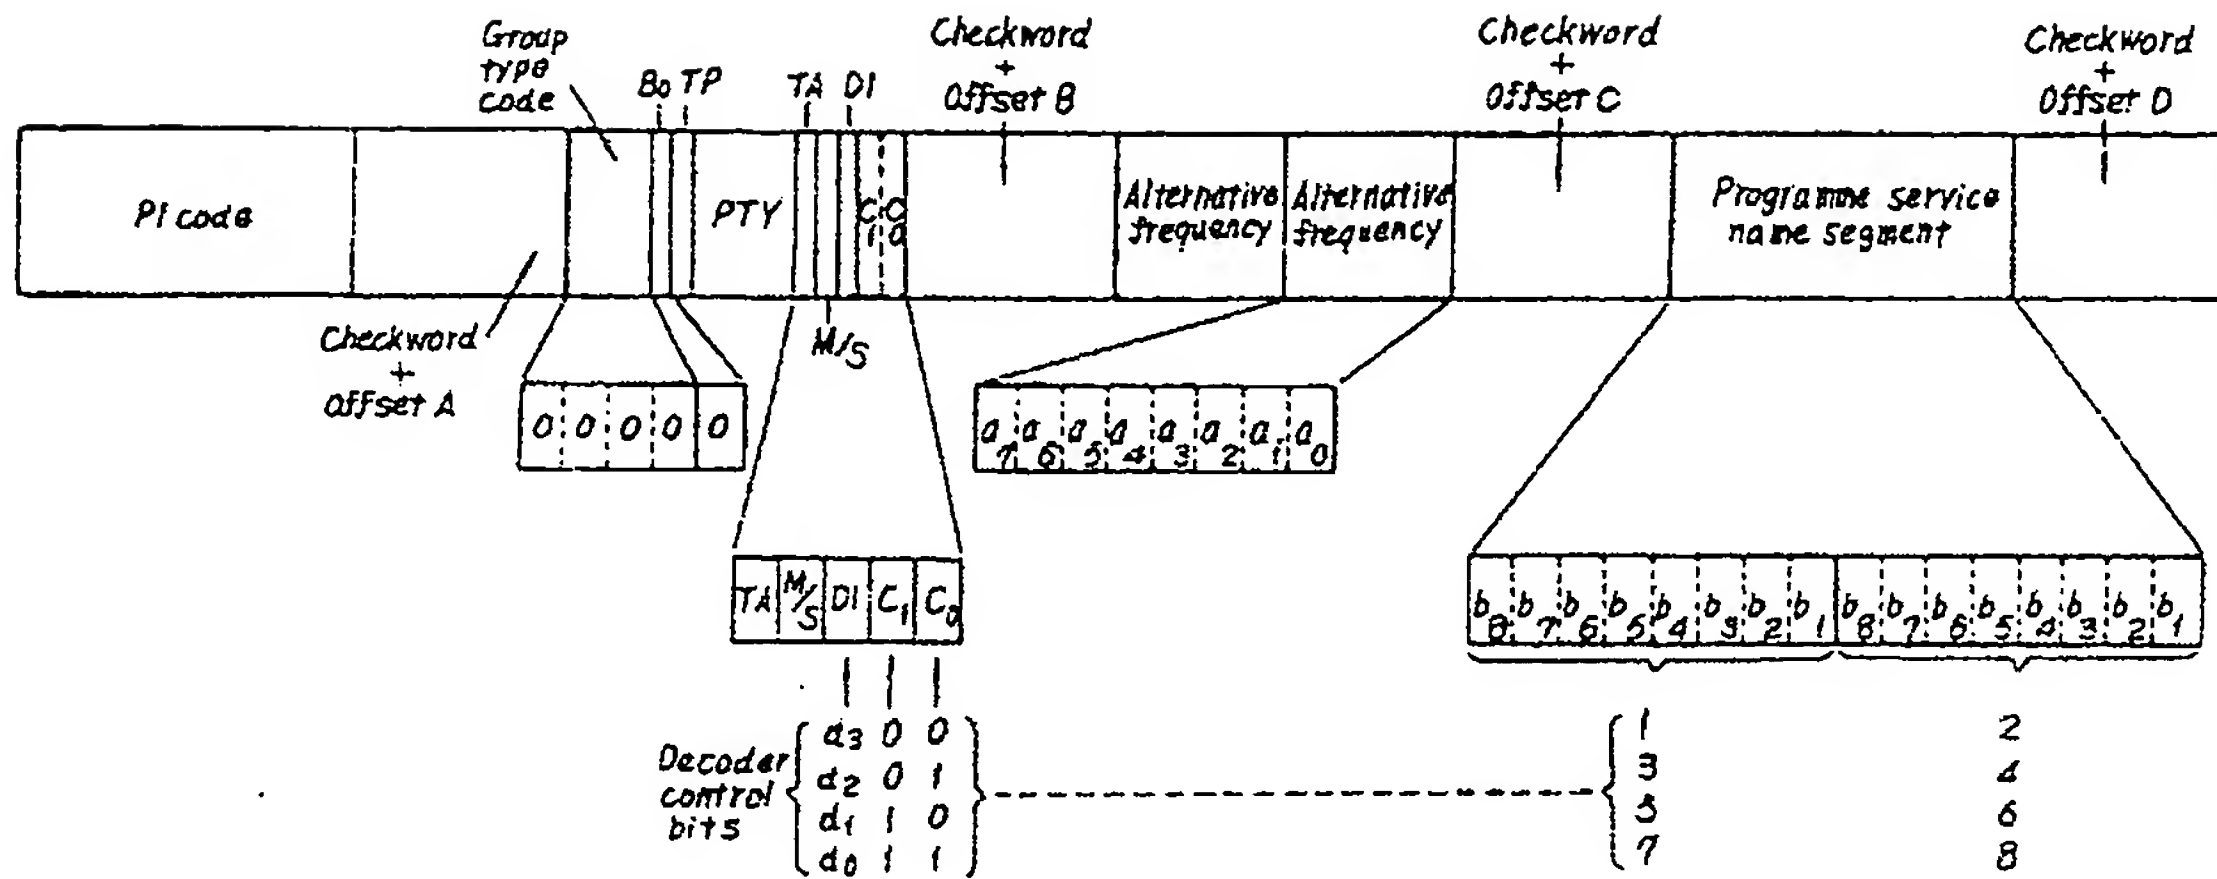 Group
type
code
B0 TP
TA DI
Checkword
+
Offset B
Checkword
+
Offset C
Checkword
+
Offset D
PI code
PTY
C1 C0
Alternative
frequency
Alternative
frequency
Programme service
name segment
Checkword
+
Offset A
M/S
0 0 0 0 0
a7 a6 a5 a4 a3 a2 a1 a0
TA M/S DI C1 C0
b8 b7 b6 b5 b4 b3 b2 b1 b8 b7 b6 b5 b4 b3 b2 b1
Decoder
control
bits
d3 0 0
d2 0 1
d1 1 0
d0 1 1
1 2
3 4
5 6
7 8